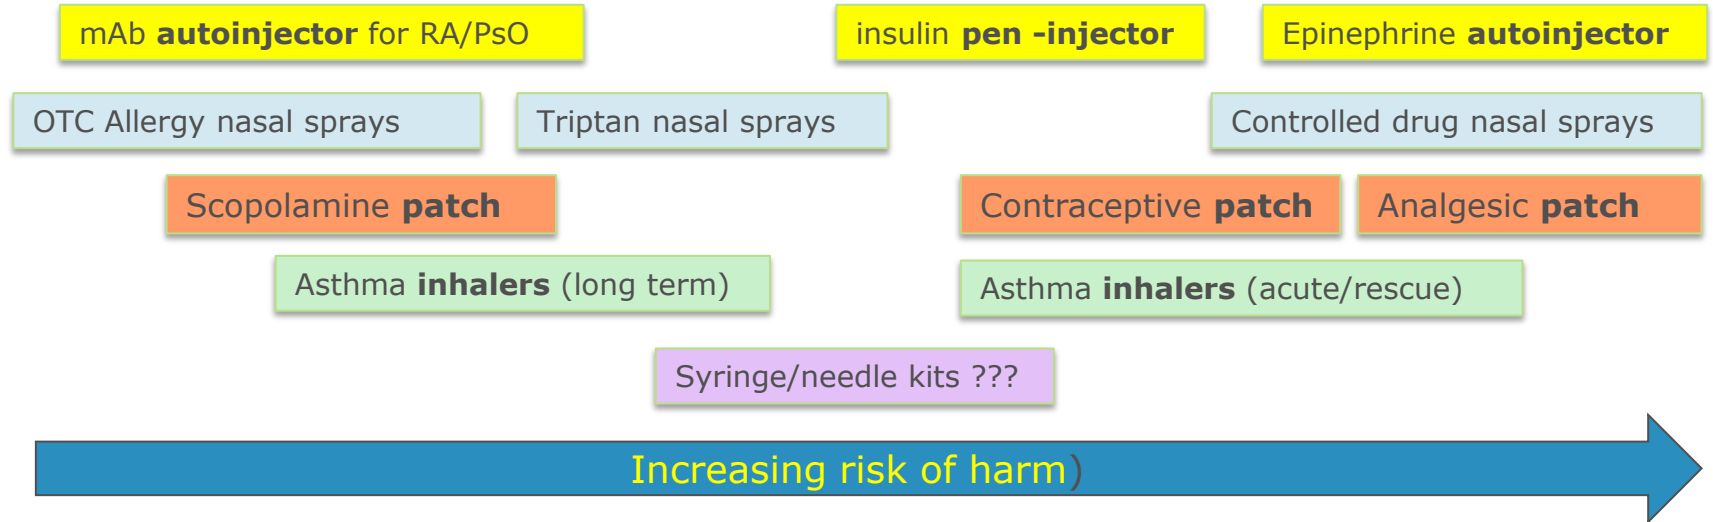 mAb autoinjector for RA/PsO
insulin pen -injector
Epinephrine autoinjector
OTC Allergy nasal sprays
Triptan nasal sprays
Controlled drug nasal sprays
Scopolamine patch
Contraceptive patch
Analgesic patch
Asthma inhalers (long term)
Asthma inhalers (acute/rescue)
Syringe/needle kits ???
Increasing risk of harm)